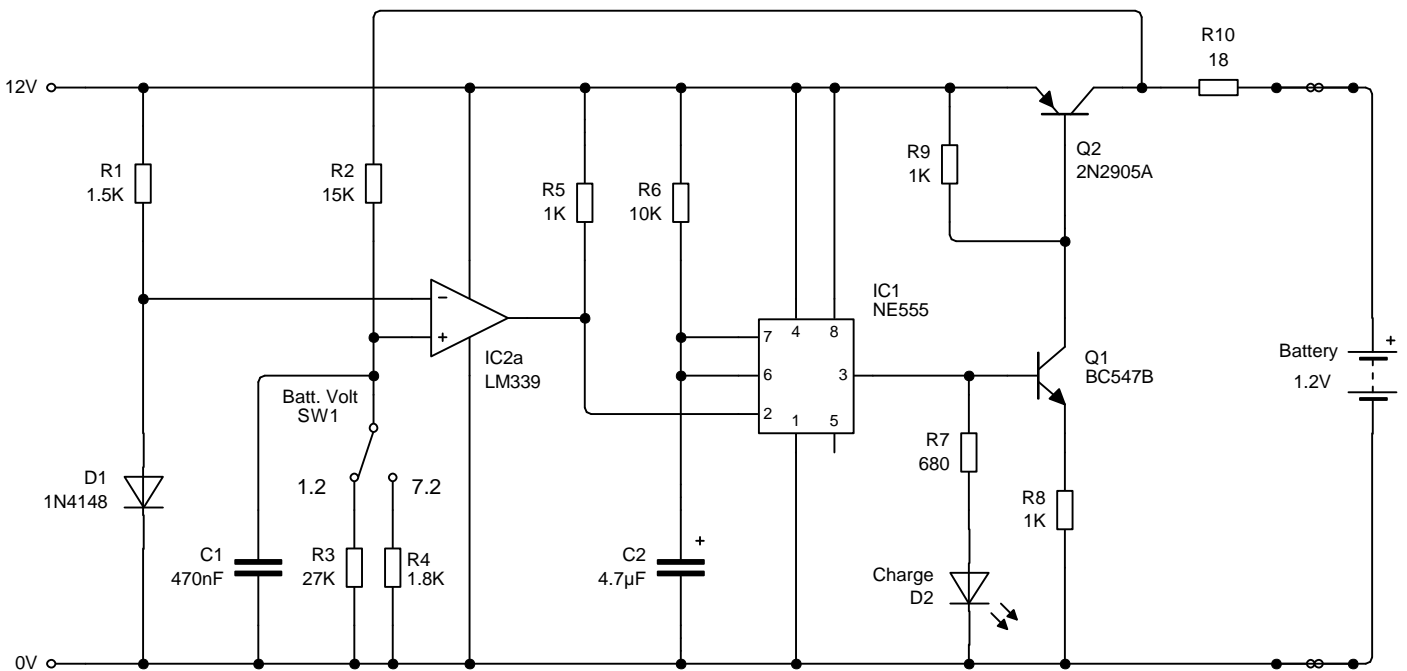 R10
18
12V
R1
1.5K
R2
15K
R5
1K
R6
10K
R9
1K
Q2
2N2905A
IC1
NE555
−
+
IC2a
LM339
7
4
8
6
3
2
1
5
Q1
BC547B
Battery
1.2V
+
Batt. Volt
SW1
1.2
7.2
D1
1N4148
R7
680
R8
1K
C1
470nF
R3
27K
R4
1.8K
C2
4.7µF
+
Charge
D2
0V